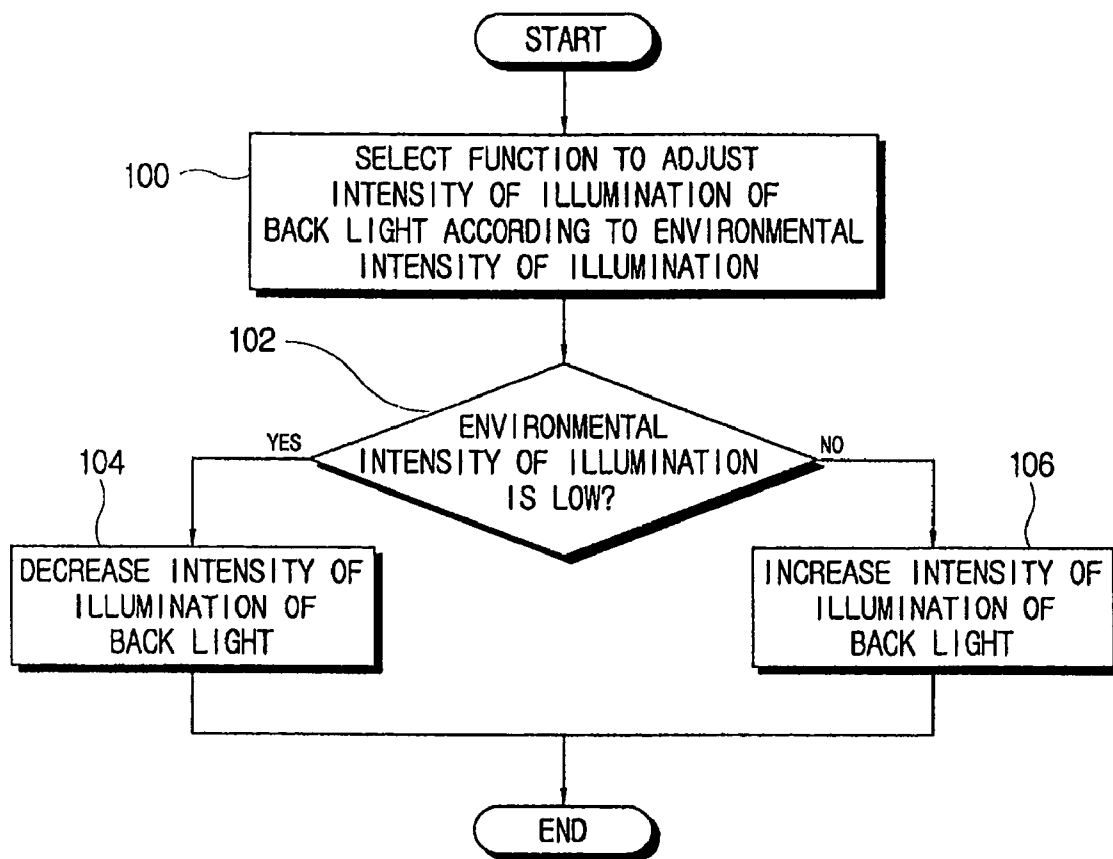 START
100
SELECT FUNCTION TO ADJUST
INTENSITY OF ILLUMINATION OF
BACK LIGHT ACCORDING TO ENVIRONMENTAL
INTENSITY OF ILLUMINATION
102
ENVIRONMENTAL
INTENSITY OF ILLUMINATION
IS LOW?
YES
NO
104
DECREASE INTENSITY OF
ILLUMINATION OF
BACK LIGHT
106
INCREASE INTENSITY OF
ILLUMINATION OF
BACK LIGHT
END